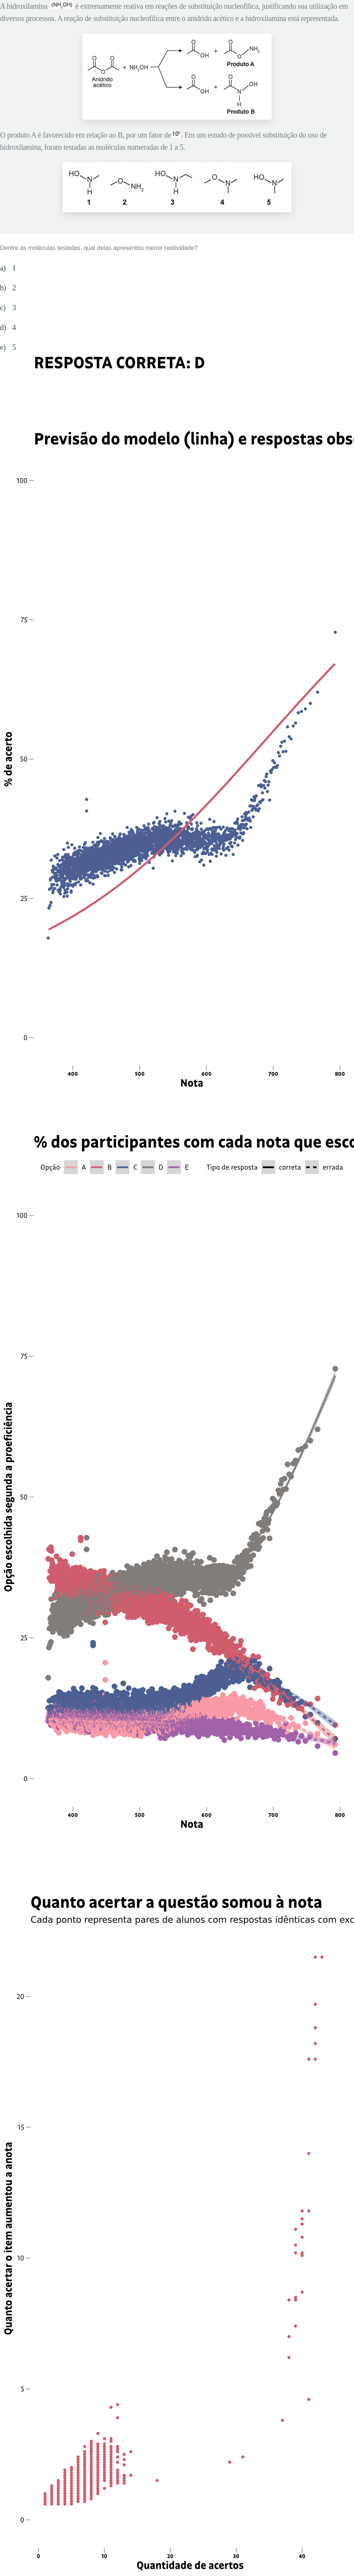 A hidroxilamina (NH₂OH) é extremamente reativa em reações de substituição nucleofílica, justificando sua utilização em
diversos processos. A reação de substituição nucleofílica entre o anidrido acético e a hidroxilamina está representada.
O O
O
Anidrido
acético
+ NH₂OH
O
OH
+
O
O
NH₂
Produto A
O
OH
+
O
N
OH
H
Produto B
O produto A é favorecido em relação ao B, por um fator de
Em um estudo de possível substituição do uso de
hidroxilamina, foram testadas as moléculas numeradas de 1 a 5.
HO N H
O NH₂
HO N H
O N
HO N
1 2 3 4 5
Dentre as moléculas testadas, qual delas apresentou menor reatividade?
a) 1
b) 2
c) 3
d) 4
e) 5
RESPOSTA CORRETA: D
Previsão do modelo (linha) e respostas obs
100
75
50
25
0
% de acerto
400 500 600 700 800
Nota
% dos participantes com cada nota que esco
Opção A B C D E Tipo de resposta correta errada
100
75
50
25
0
Opção escolhida segunda a proeficiência
400 500 600 700 800
Nota
Quanto acertar a questão somou à nota
Cada ponto representa pares de alunos com respostas idênticas com exc
20
15
10
5
0
Quanto acertar o item aumentou a anota
0 10 20 30 40
Quantidade de acertos